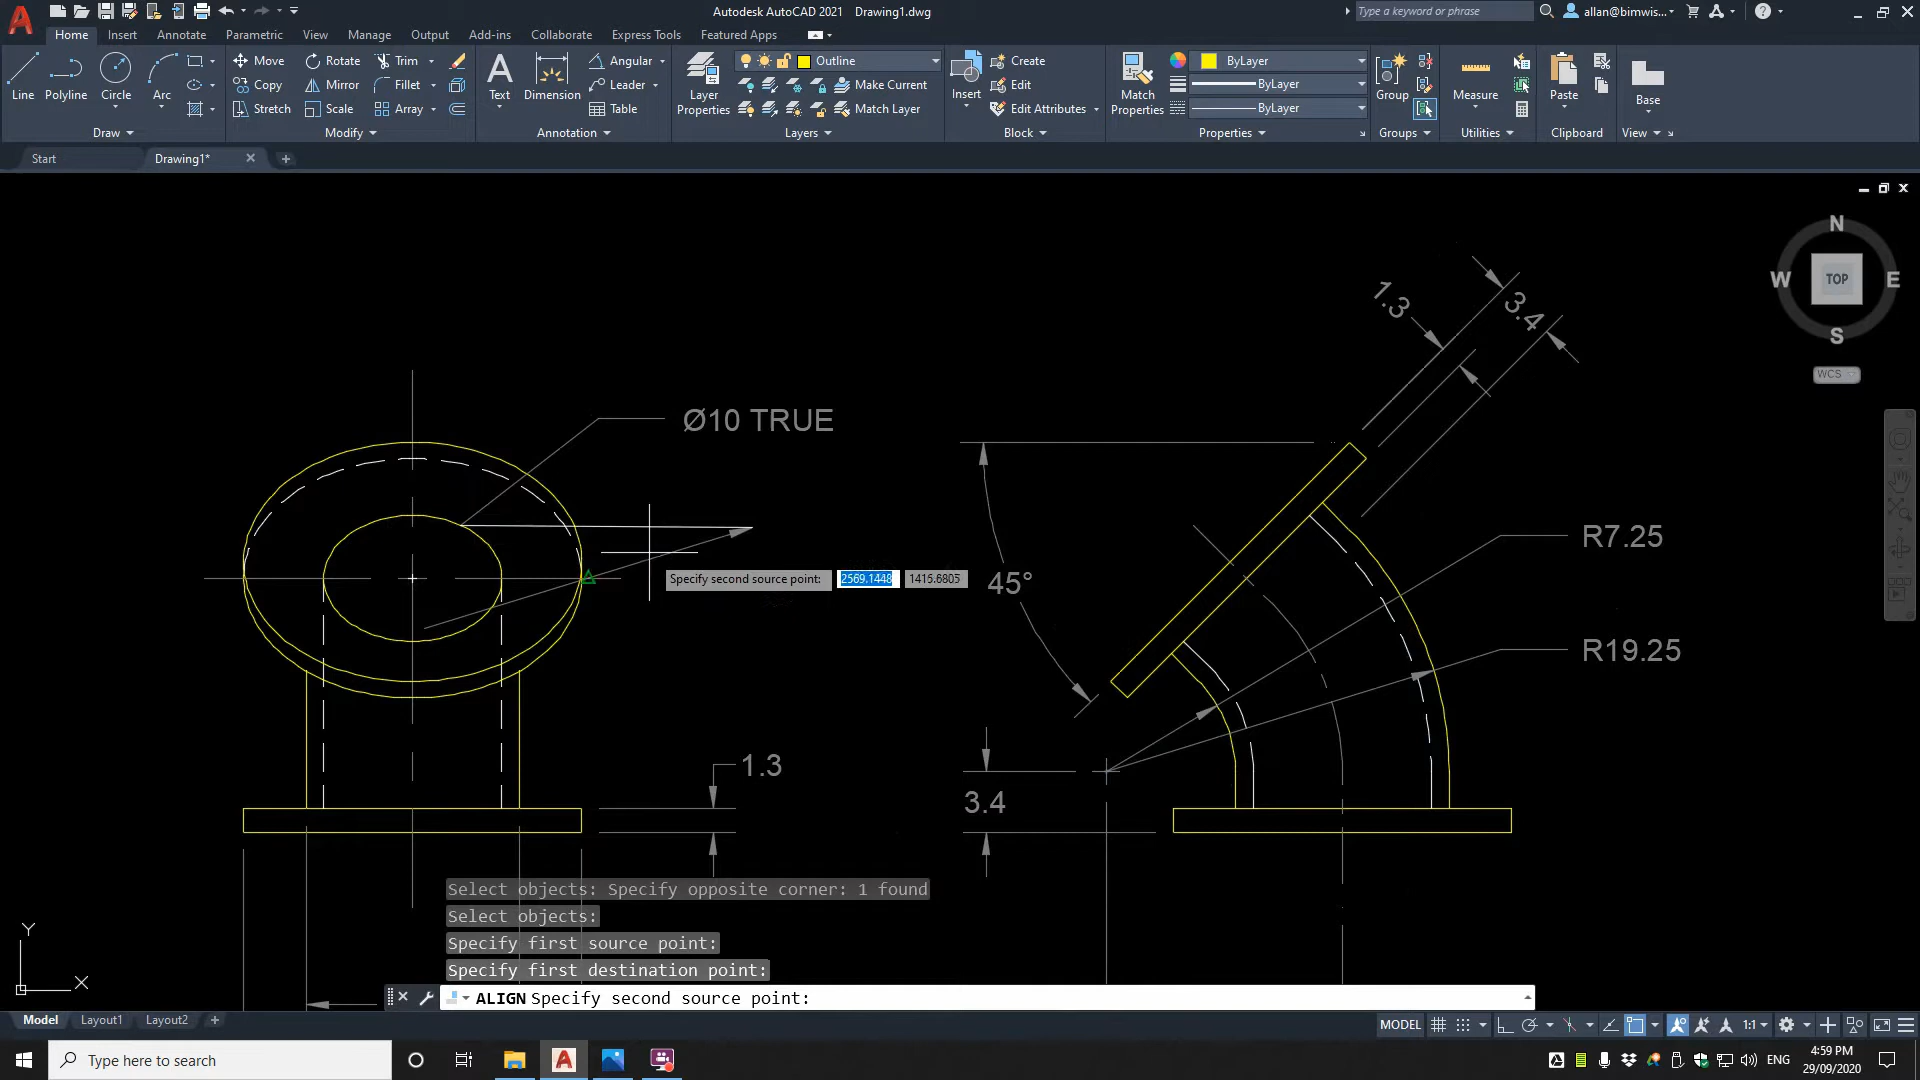 Autodesk AutoCAD 2021 Drawing1.dwg
Type a keyword or phrase
allan@bimwis...
Home Insert Annotate Parametric View Manage Output Add-ins Collaborate Express Tools Featured Apps
Line Polyline Circle Arc
Draw
Move Rotate Trim
Copy Mirror Fillet
Stretch Scale Array
Modify
Text Dimension
Angular
Leader
Table
Annotation
Layer Properties
Outline
Make Current
Match Layer
Layers
Insert
Create
Edit
Edit Attributes
Block
Match Properties
ByLayer
ByLayer
ByLayer
Properties
Group
Groups
Measure
Utilities
Paste
Clipboard
Base
View
Start Drawing1*
N
W TOP E
S
WCS
1.3
3.4
Ø10 TRUE
R7.25
Specify second source point: 2569.1448 1415.6805
45°
R19.25
1.3
3.4
Select objects: Specify opposite corner: 1 found
Select objects:
Specify first source point:
Specify first destination point:
ALIGN Specify second source point:
Y
X
Model Layout1 Layout2
MODEL 1:1
Type here to search
ENG
4:59 PM
29/09/2020